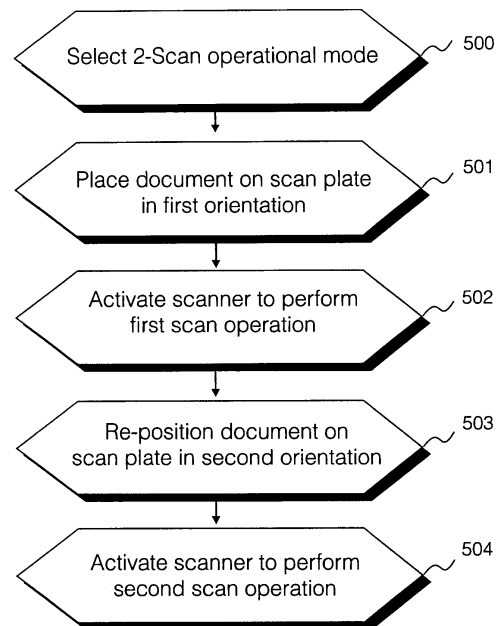 Select 2-Scan operational mode
500
Place document on scan plate
in first orientation
501
Activate scanner to perform
first scan operation
502
Re-position document on
scan plate in second orientation
503
Activate scanner to perform
second scan operation
504